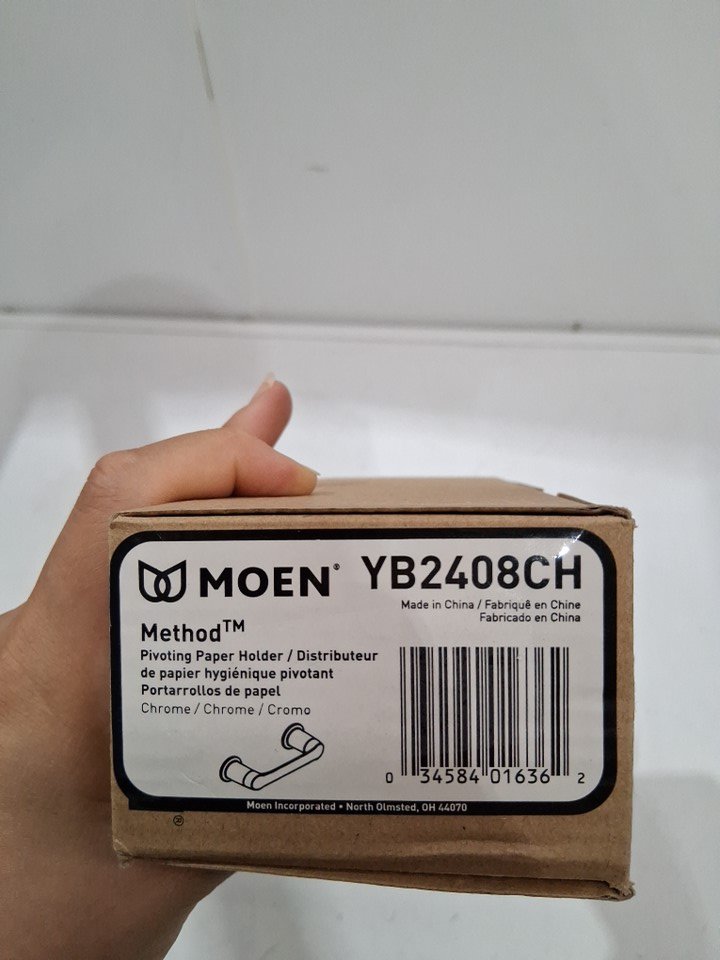 MOEN® YB2408CH
Made in China / Fabriquê en Chine
Fabricado en China
Method™
Pivoting Paper Holder / Distributeur
de papier hygiénique pivotant
Portarrollos de papel
Chrome / Chrome / Cromo
0 34584 01636 2
Moen Incorporated • North Olmsted, OH 44070